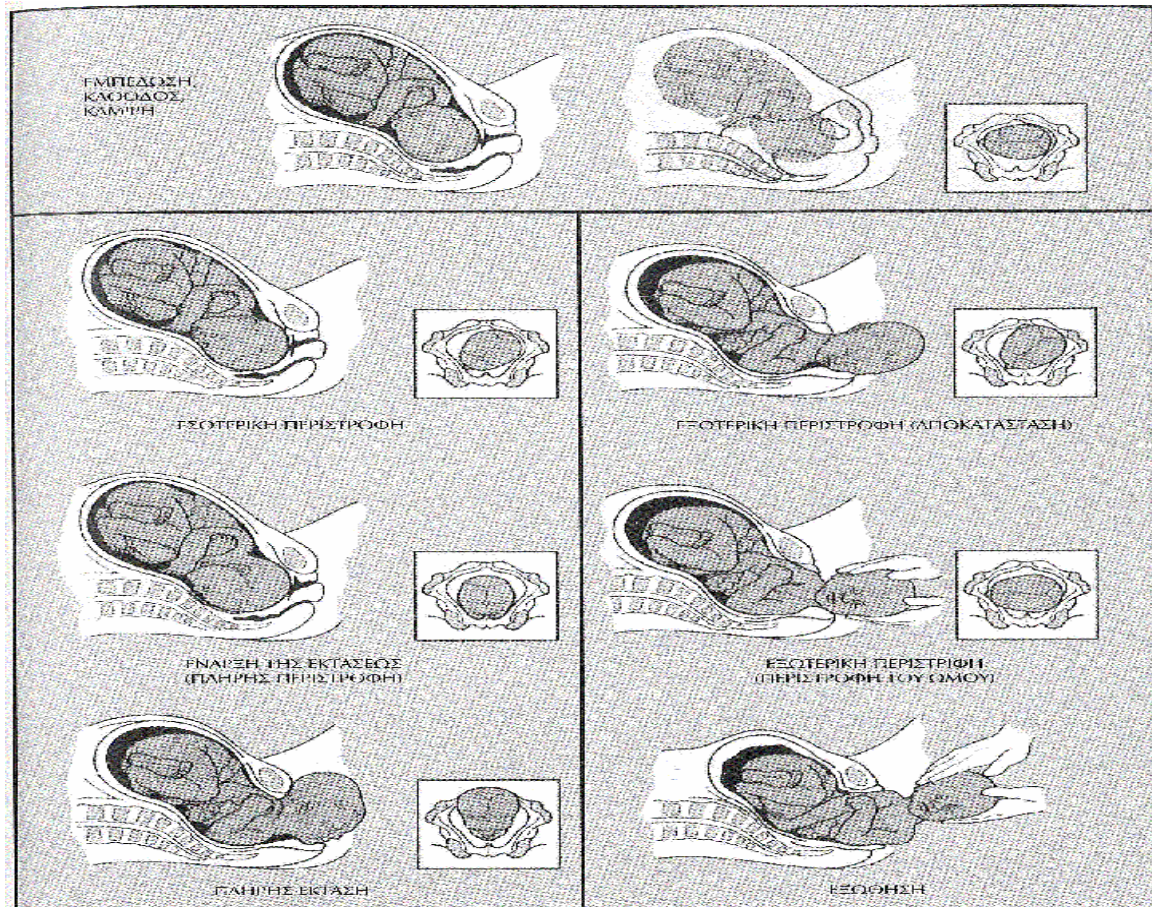 ΕΜΠΕΔΩΣΗ,
ΚΑΘΟΔΟΣ,
ΚΑΜΨΗ
ΕΣΩΤΕΡΙΚΗ ΠΕΡΙΣΤΡΟΦΗ
ΕΝΑΡΞΗ ΤΗΣ ΕΚΤΑΣΕΩΣ
(ΠΛΗΡΗΣ ΠΕΡΙΣΤΡΟΦΗ)
ΠΛΗΡΗΣ ΕΚΤΑΣΗ
ΕΞΩΤΕΡΙΚΗ ΠΕΡΙΣΤΡΟΦΗ (ΑΠΟΚΑΤΑΣΤΑΣΗ)
ΕΞΩΤΕΡΙΚΗ ΠΕΡΙΣΤΡΙΦΗ
(ΠΕΡΙΣΤΡΟΦΗ ΤΟΥ ΩΜΟΥ)
ΕΞΩΘΗΣΗ